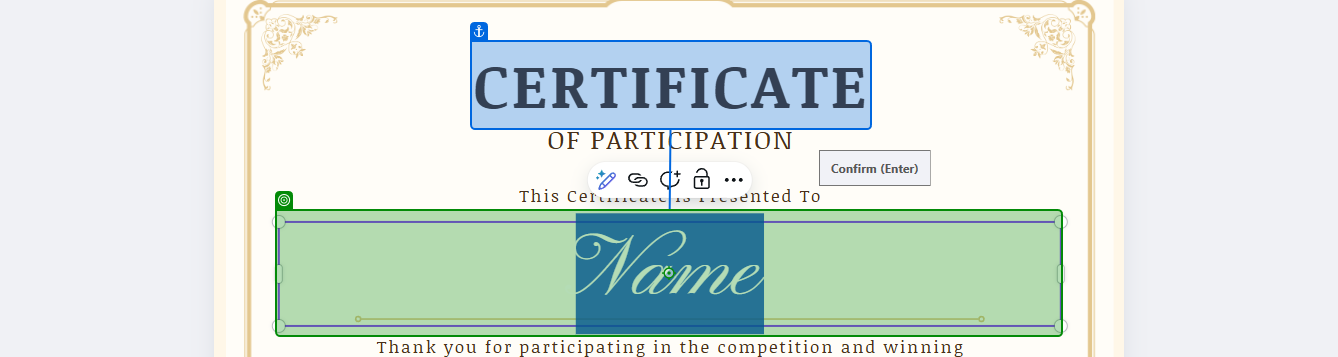 CERTIFICATE
OF PARTICIPATION
Confirm (Enter)
This Certificate is Presented To
Name
Thank you for participating in the competition and winning